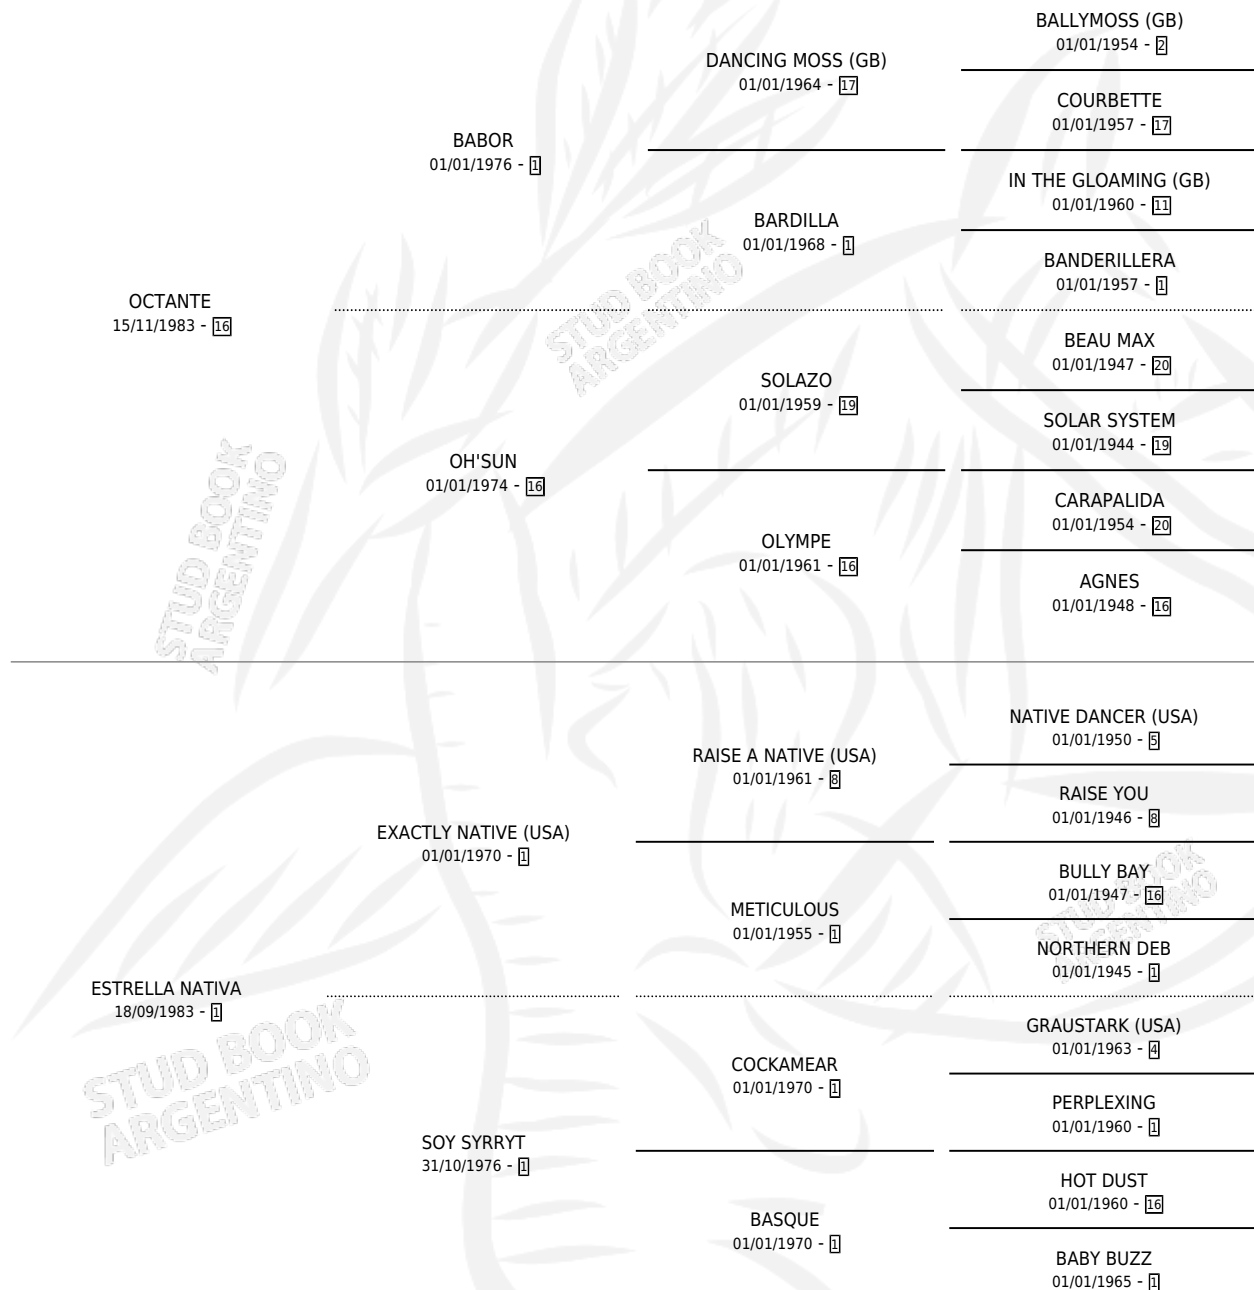 BALLYMOSS (GB)
01/01/1954 - 2
DANCING MOSS (GB)
01/01/1964 - 17
COURBETTE
01/01/1957 - 17
BABOR
01/01/1976 - 1
IN THE GLOAMING (GB)
01/01/1960 - 11
BARDILLA
01/01/1968 - 1
BANDERILLERA
01/01/1957 - 1
OCTANTE
15/11/1983 - 16
BEAU MAX
01/01/1947 - 20
SOLAZO
01/01/1959 - 19
SOLAR SYSTEM
01/01/1944 - 19
OH'SUN
01/01/1974 - 16
CARAPALIDA
01/01/1954 - 20
OLYMPE
01/01/1961 - 16
AGNES
01/01/1948 - 16
STUD BOOK
ARGENTINO
STUD BOOK
ARGENTINO
NATIVE DANCER (USA)
01/01/1950 - 5
RAISE A NATIVE (USA)
01/01/1961 - 8
RAISE YOU
01/01/1946 - 8
EXACTLY NATIVE (USA)
01/01/1970 - 1
BULLY BAY
01/01/1947 - 16
METICULOUS
01/01/1955 - 1
NORTHERN DEB
01/01/1945 - 1
STUD BOOK
ARGENTINO
ESTRELLA NATIVA
18/09/1983 - 1
GRAUSTARK (USA)
01/01/1963 - 4
COCKAMEAR
01/01/1970 - 1
PERPLEXING
01/01/1960 - 1
SOY SYRRYT
31/10/1976 - 1
HOT DUST
01/01/1960 - 16
BASQUE
01/01/1970 - 1
BABY BUZZ
01/01/1965 - 1
STUD BOOK
ARGENTINO